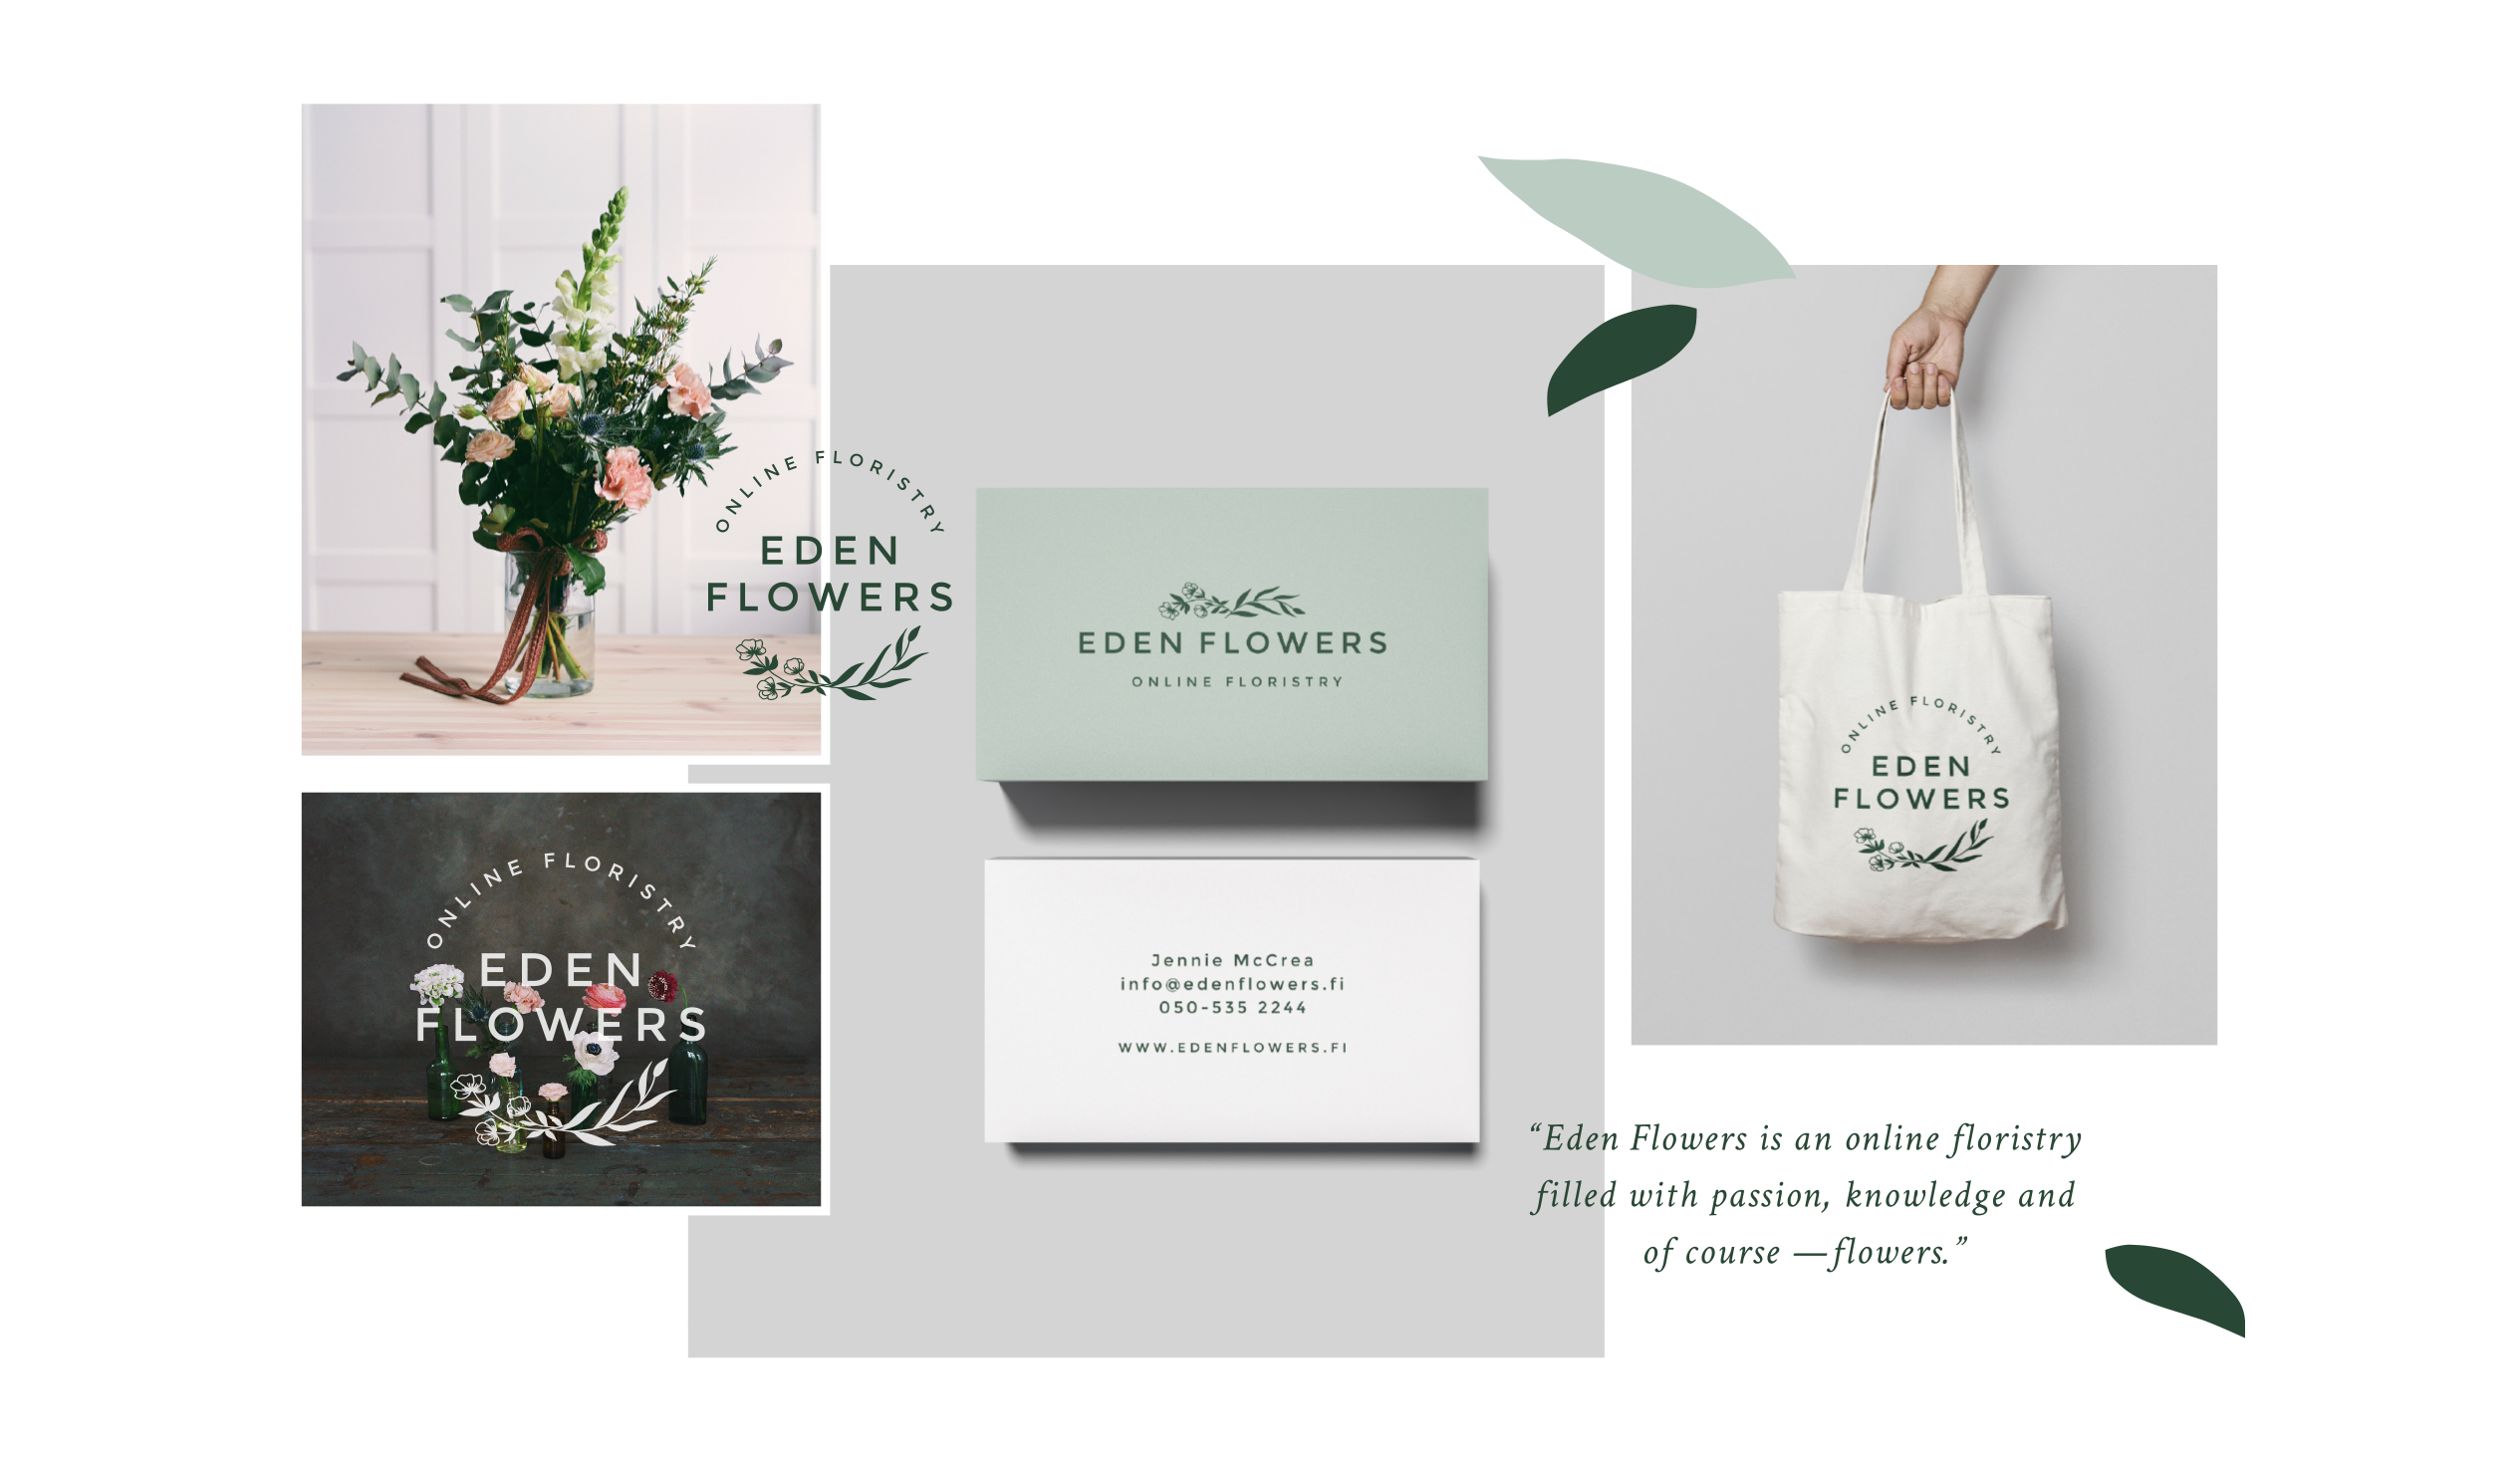 ONLINE FLORISTRY
EDEN
FLOWERS
EDEN FLOWERS
ONLINE FLORISTRY
ONLINE FLORISTRY
EDEN
FLOWERS
ONLINE FLORISTRY
EDEN
FLOWERS
Jennie McCrea
info@edenflowers.fi
050-535 2244
WWW.EDENFLOWERS.FI
“Eden Flowers is an online floristry
filled with passion, knowledge and
of course —flowers.”